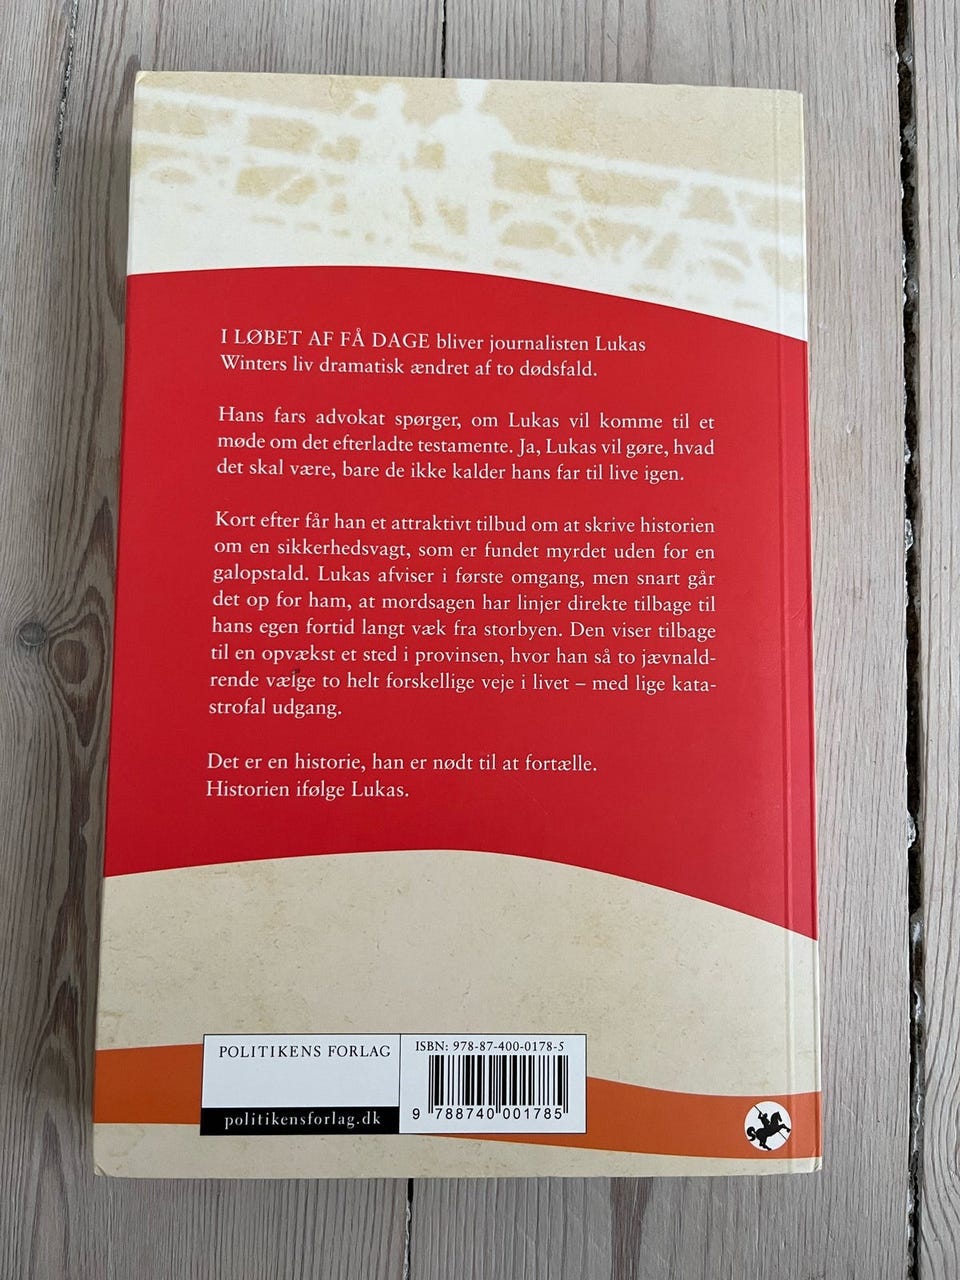 I LØBET AF FÅ DAGE bliver journalisten Lukas
Winters liv dramatisk ændret af to dødsfald.
Hans fars advokat spørger, om Lukas vil komme til et
møde om det efterladte testamente. Ja, Lukas vil gøre, hvad
det skal være, bare de ikke kalder hans far til live igen.
Kort efter får han et attraktivt tilbud om at skrive historien
om en sikkerhedsvagt, som er fundet myrdet uden for en
galopstald. Lukas afviser i første omgang, men snart går
det op for ham, at mordsagen har linjer direkte tilbage til
hans egen fortid langt væk fra storbyen. Den viser tilbage
til en opvækst et sted i provinsen, hvor han så to jævnald-
rende vælge to helt forskellige veje i livet – med lige kata-
strofal udgang.
Det er en historie, han er nødt til at fortælle.
Historien ifølge Lukas.
POLITIKENS FORLAG
politikensforlag.dk
ISBN: 978-87-400-0178-5
9 788740 001785